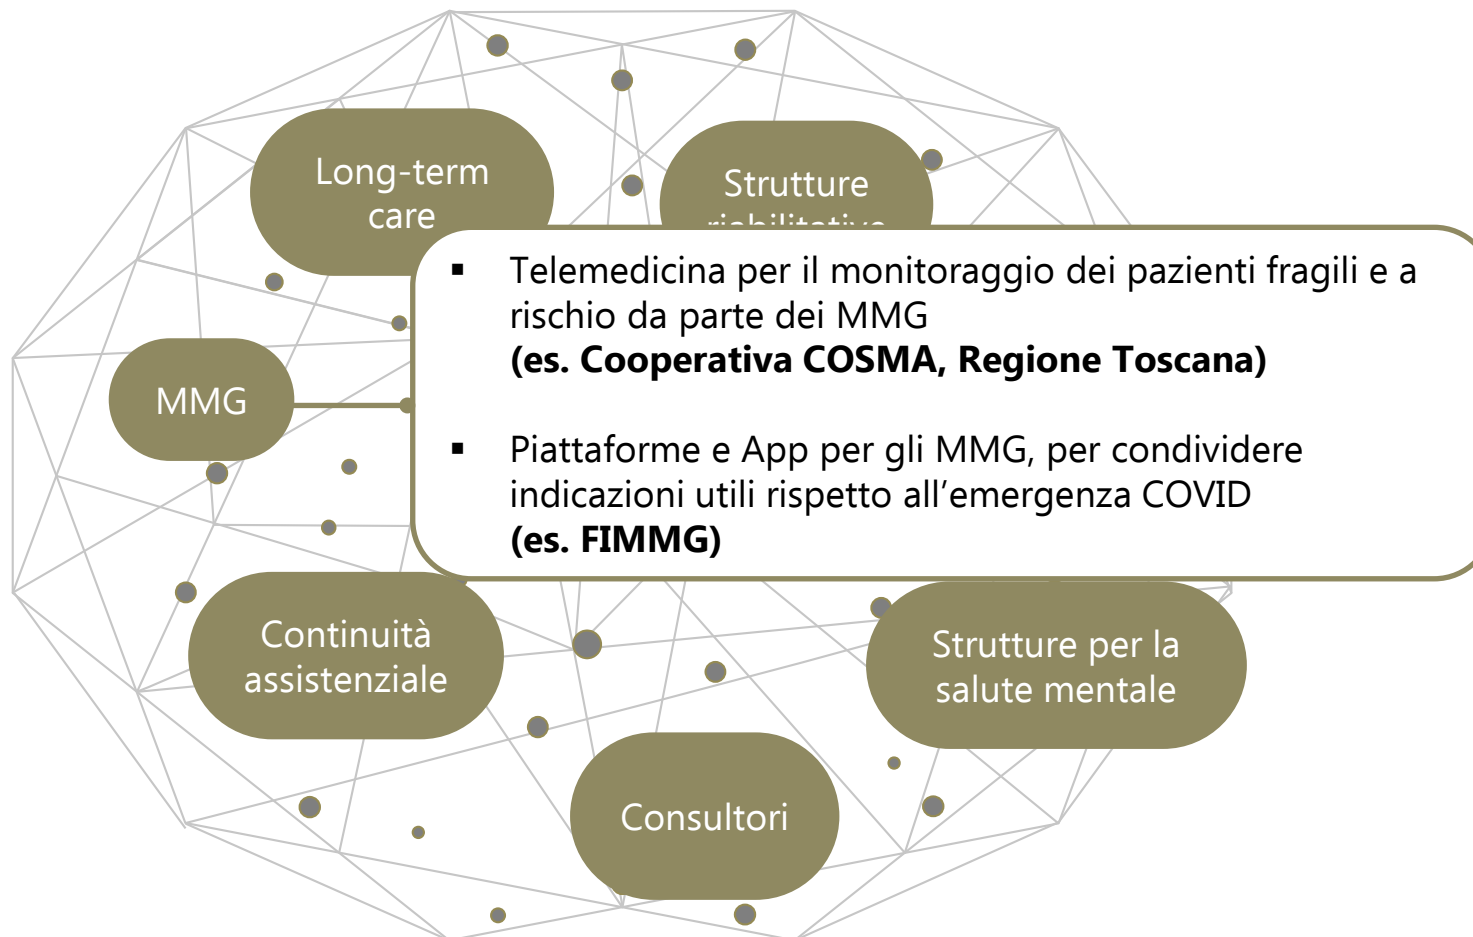 Long-term
care
Strutture
riabilitative
▪ Telemedicina per il monitoraggio dei pazienti fragili e a
rischio da parte dei MMG
(es. Cooperativa COSMA, Regione Toscana)
▪ Piattaforme e App per gli MMG, per condividere
indicazioni utili rispetto all’emergenza COVID
(es. FIMMG)
MMG
Continuità
assistenziale
Strutture per la
salute mentale
Consultori